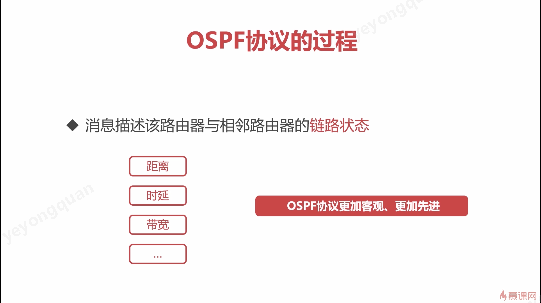 yeyongquan
OSPF协议的过程
消息描述该路由器与相邻路由器的链路状态
距离
时延
带宽
...
OSPF协议更加客观、更加先进
yeyongquan
慕课网